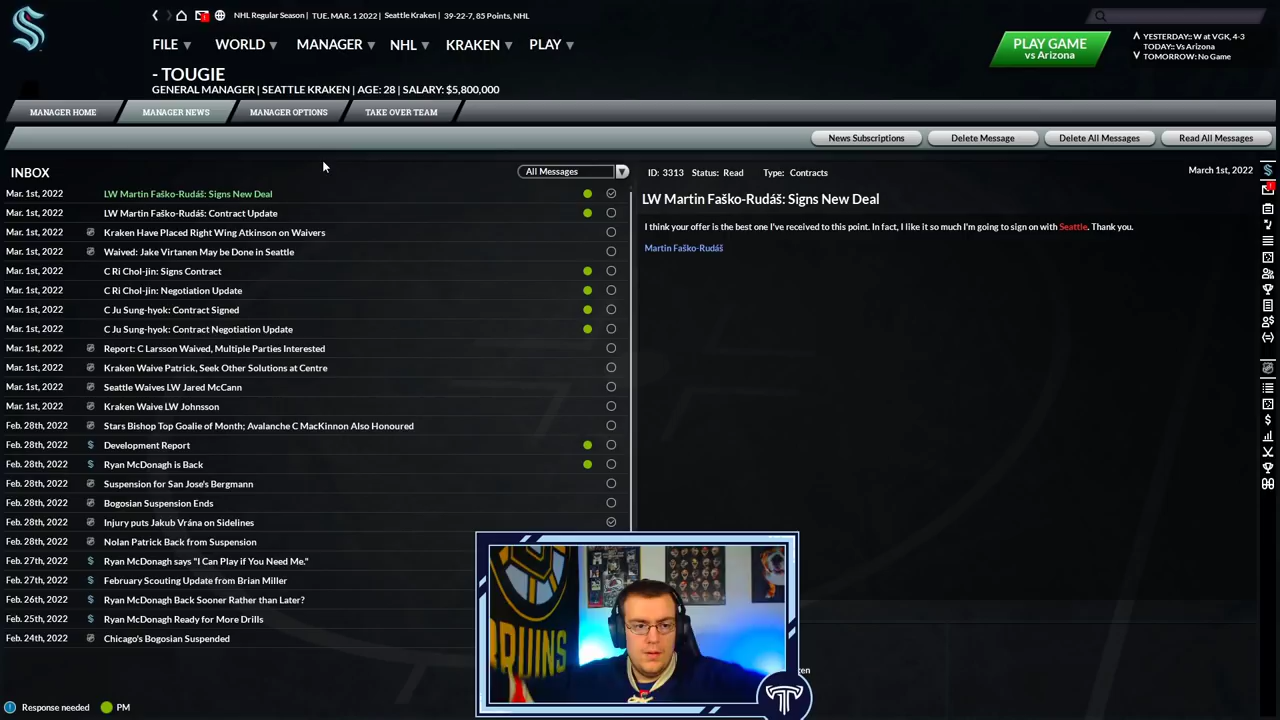 NHL Regular Season | TUE. MAR. 1 2022 | Seattle Kraken | 39-22-7, 85 Points, NHL
FILE WORLD MANAGER NHL KRAKEN PLAY
PLAY GAME
vs Arizona
YESTERDAY:: W at VGK, 4-3
TODAY:: Vs Arizona
TOMORROW: No Game
- TOUGIE
GENERAL MANAGER | SEATTLE KRAKEN | AGE: 28 | SALARY: $5,800,000
MANAGER HOME MANAGER NEWS MANAGER OPTIONS TAKE OVER TEAM
News Subscriptions Delete Message Delete All Messages Read All Messages
INBOX All Messages
Mar. 1st, 2022 LW Martin Faško-Rudáš: Signs New Deal
Mar. 1st, 2022 LW Martin Faško-Rudáš: Contract Update
Mar. 1st, 2022 Kraken Have Placed Right Wing Atkinson on Waivers
Mar. 1st, 2022 Waived: Jake Virtanen May be Done in Seattle
Mar. 1st, 2022 C Ri Chol-jin: Signs Contract
Mar. 1st, 2022 C Ri Chol-jin: Negotiation Update
Mar. 1st, 2022 C Ju Sung-hyok: Contract Signed
Mar. 1st, 2022 C Ju Sung-hyok: Contract Negotiation Update
Mar. 1st, 2022 Report: C Larsson Waived, Multiple Parties Interested
Mar. 1st, 2022 Kraken Waive Patrick, Seek Other Solutions at Centre
Mar. 1st, 2022 Seattle Waives LW Jared McCann
Mar. 1st, 2022 Kraken Waive LW Johnsson
Feb. 28th, 2022 Stars Bishop Top Goalie of Month; Avalanche C MacKinnon Also Honoured
Feb. 28th, 2022 Development Report
Feb. 28th, 2022 Ryan McDonagh is Back
Feb. 28th, 2022 Suspension for San Jose's Bergmann
Feb. 28th, 2022 Bogosian Suspension Ends
Feb. 28th, 2022 Injury puts Jakub Vrána on Sidelines
Feb. 28th, 2022 Nolan Patrick Back from Suspension
Feb. 27th, 2022 Ryan McDonagh says "I Can Play if You Need Me."
Feb. 27th, 2022 February Scouting Update from Brian Miller
Feb. 26th, 2022 Ryan McDonagh Back Sooner Rather than Later?
Feb. 25th, 2022 Ryan McDonagh Ready for More Drills
Feb. 24th, 2022 Chicago's Bogosian Suspended
Response needed PM
ID: 3313 Status: Read Type: Contracts March 1st, 2022
LW Martin Faško-Rudáš: Signs New Deal
I think your offer is the best one I've received to this point. In fact, I like it so much I'm going to sign on with Seattle. Thank you.
Martin Faško-Rudáš
BRUINS